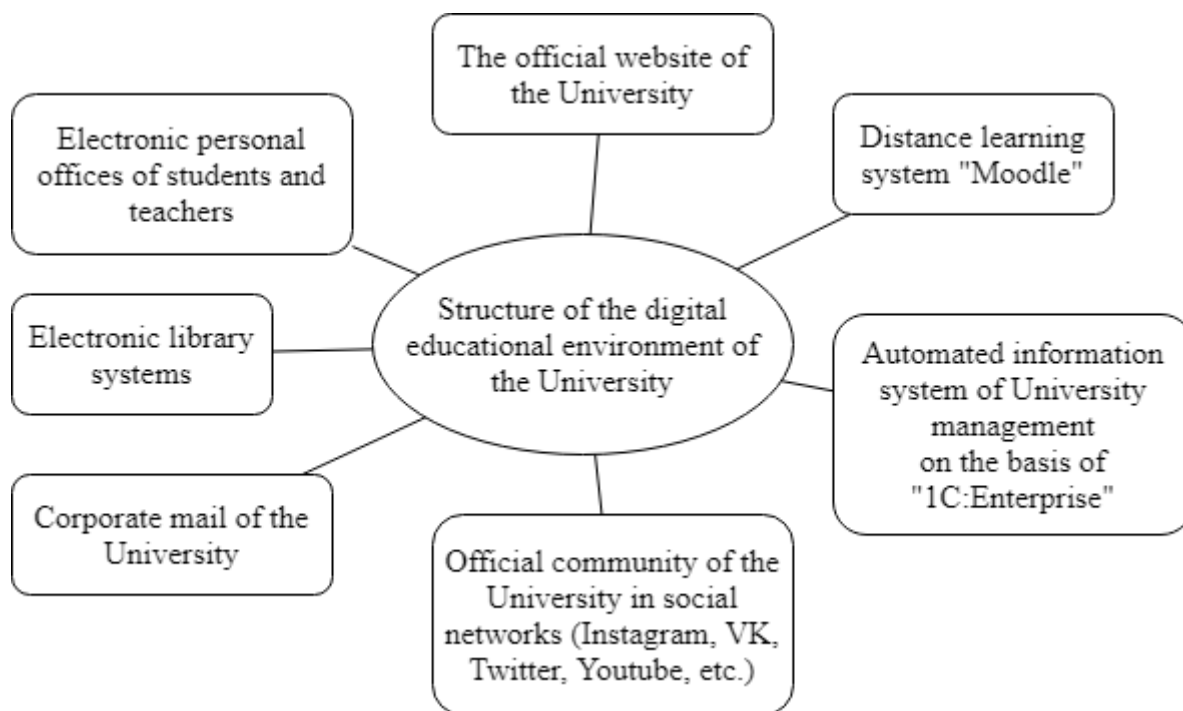 The official website of
the University
Electronic personal
offices of students and
teachers
Distance learning
system "Moodle"
Structure of the digital
educational environment of
the University
Electronic library
systems
Automated information
system of University
management
on the basis of
"1C:Enterprise"
Corporate mail of the
University
Official community of the
University in social
networks (Instagram, VK,
Twitter, Youtube, etc.)